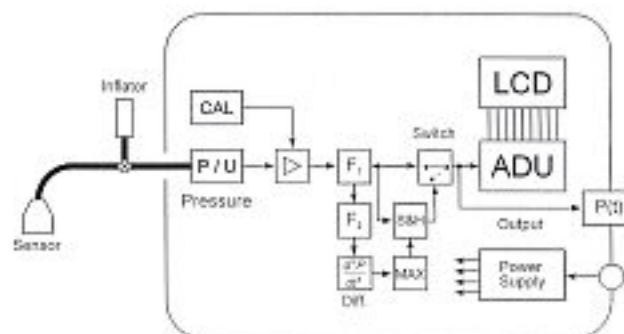 Inflator
Sensor
CAL
P / U
Pressure
F₁
F₂
Diff.
MAX
S&H
Switch
LCD
ADU
Output
P(t)
Power
Supply